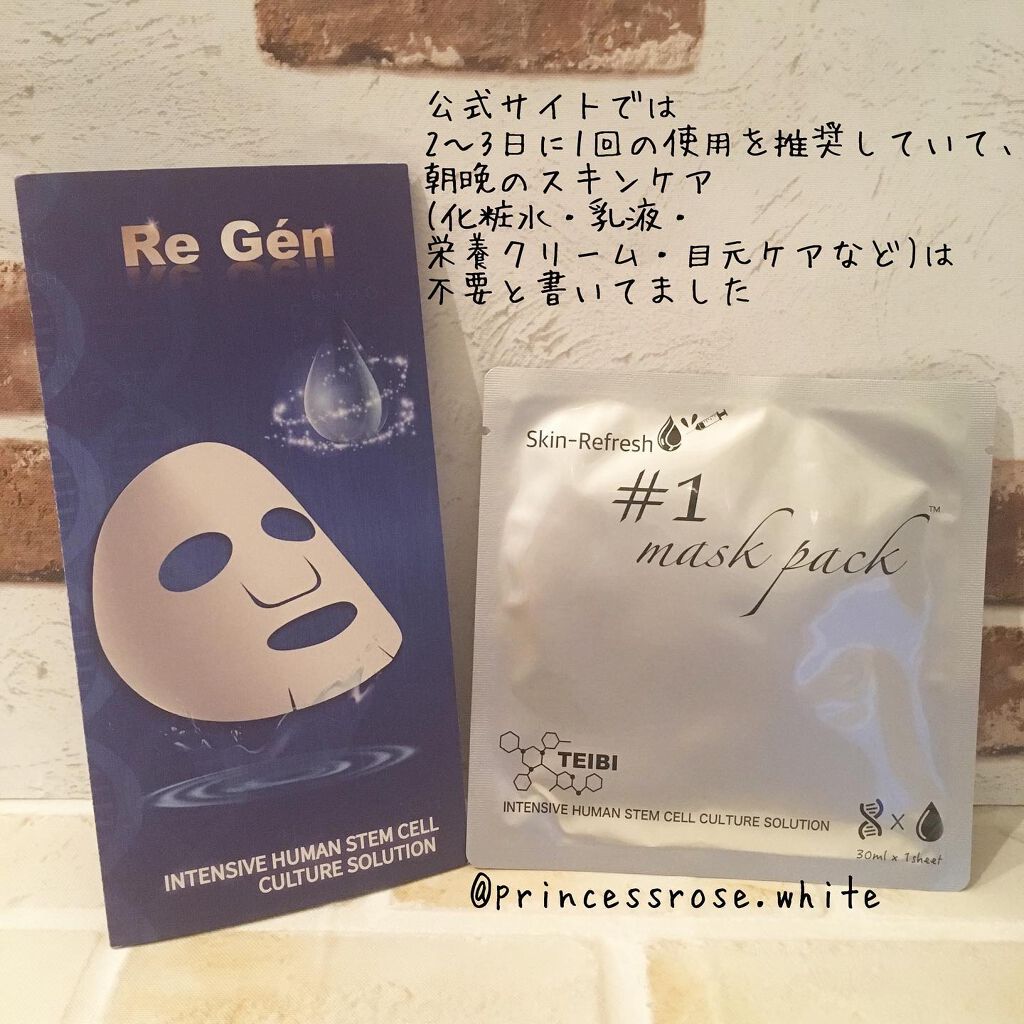 公式サイトでは
2〜3日に1回の使用を推奨していて、
朝晩のスキンケア
(化粧水・乳液・
栄養クリーム・目元ケアなど)は
不要と書いてました
Re Gén
INTENSIVE HUMAN STEM CELL
CULTURE SOLUTION
Skin-Refresh
#1
mask pack™
TEIBI
INTENSIVE HUMAN STEM CELL CULTURE SOLUTION
X
30ml x 1sheet
@princessrose.white